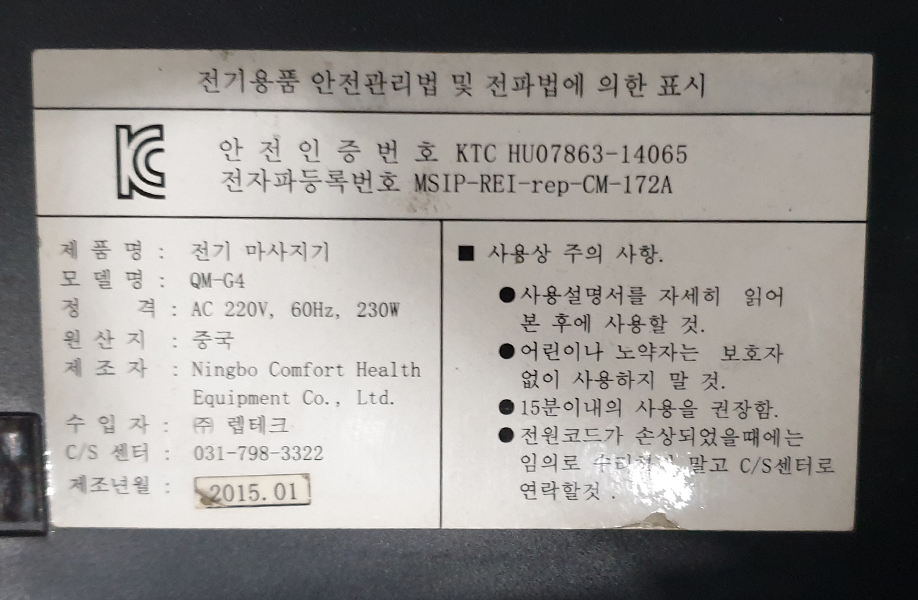 전기용품 안전관리법 및 전파법에 의한 표시
KC
안 전 인 증 번 호 KTC HU07863-14065
전자파등록번호 MSIP-REI-rep-CM-172A
제 품 명 : 전기 마사지기
모 델 명 : QM-G4
정 격 : AC 220V, 60Hz, 230W
원 산 지 : 중국
제 조 자 : Ningbo Comfort Health
Equipment Co., Ltd.
수 입 자 : ㈜ 렙테크
C/S 센터 : 031-798-3322
제조년월 : 2015.01
■ 사용상 주의 사항.
●사용설명서를 자세히 읽어
본 후에 사용할 것.
●어린이나 노약자는 보호자
없이 사용하지 말 것.
●15분이내의 사용을 권장함.
●전원코드가 손상되었을때에는
임의로 말고 C/S센터로
연락할것.